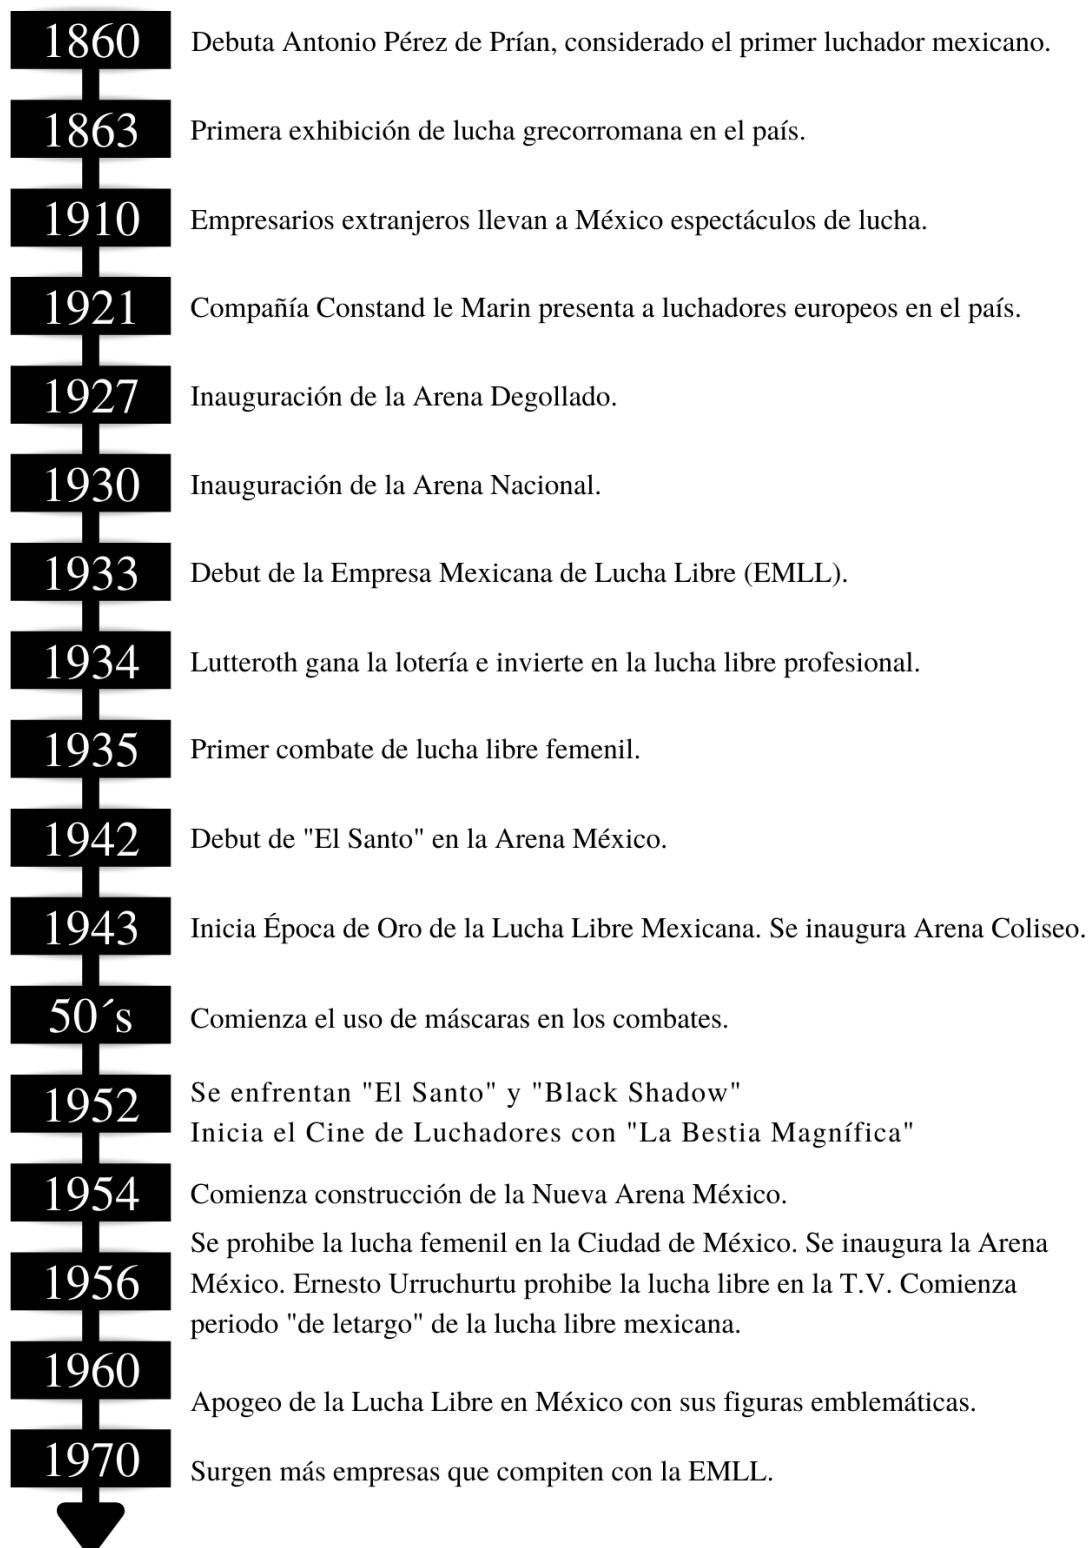 1860
Debuta Antonio Pérez de Prían, considerado el primer luchador mexicano.
1863
Primera exhibición de lucha grecorromana en el país.
1910
Empresarios extranjeros llevan a México espectáculos de lucha.
1921
Compañía Constand le Marin presenta a luchadores europeos en el país.
1927
Inauguración de la Arena Degollado.
1930
Inauguración de la Arena Nacional.
1933
Debut de la Empresa Mexicana de Lucha Libre (EMLL).
1934
Lutteroth gana la lotería e invierte en la lucha libre profesional.
1935
Primer combate de lucha libre femenil.
1942
Debut de "El Santo" en la Arena México.
1943
Inicia Época de Oro de la Lucha Libre Mexicana. Se inaugura Arena Coliseo.
50´s
Comienza el uso de máscaras en los combates.
1952
Se enfrentan "El Santo" y "Black Shadow"
Inicia el Cine de Luchadores con "La Bestia Magnífica"
1954
Comienza construcción de la Nueva Arena México.
1956
Se prohibe la lucha femenil en la Ciudad de México. Se inaugura la Arena
México. Ernesto Urruchurtu prohibe la lucha libre en la T.V. Comienza
periodo "de letargo" de la lucha libre mexicana.
1960
Apogeo de la Lucha Libre en México con sus figuras emblemáticas.
1970
Surgen más empresas que compiten con la EMLL.